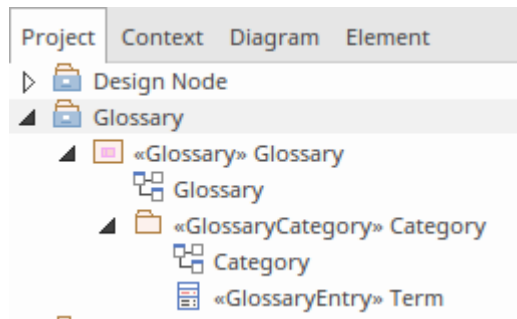 Project Context Diagram Element
Design Node
Glossary
«Glossary» Glossary
Glossary
«GlossaryCategory» Category
Category
«GlossaryEntry» Term